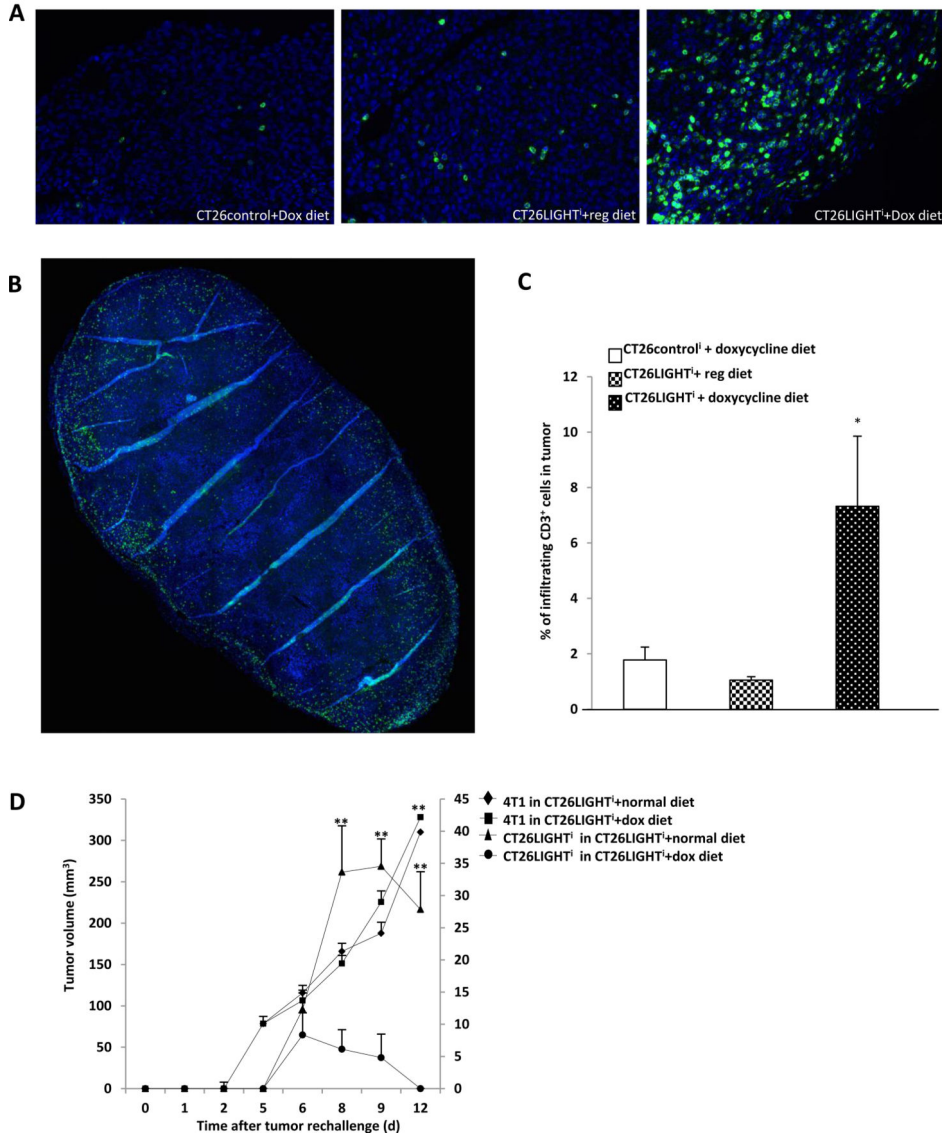 A
CT26control+Dox diet
CT26LIGHTⁱ+reg diet
CT26LIGHTⁱ+Dox diet
B
C
CT26controlⁱ + doxycycline diet
CT26LIGHTⁱ+ reg diet
CT26LIGHTⁱ + doxycycline diet
% of infiltrating CD3⁺ cells in tumor
12
10
8
6
4
2
0
*
D
Tumor volume (mm³)
350
300
250
200
150
100
50
0
** ** ** **
45
40
35
30
25
20
15
10
5
0
0 1 2 5 6 8 9 12
Time after tumor rechallenge (d)
4T1 in CT26LIGHTⁱ+normal diet
4T1 in CT26LIGHTⁱ+dox diet
CT26LIGHTⁱ in CT26LIGHTⁱ+normal diet
CT26LIGHTⁱ in CT26LIGHTⁱ+dox diet